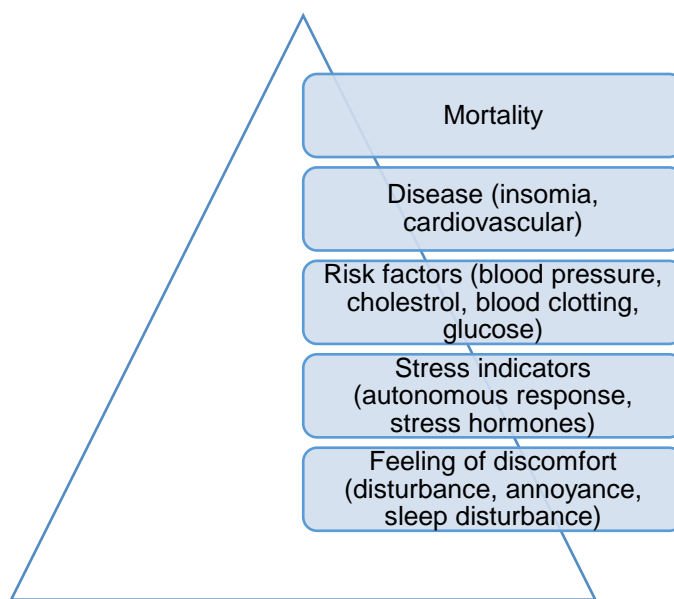 Mortality
Disease (insomia,
cardiovascular)
Risk factors (blood pressure,
cholestrol, blood clotting,
glucose)
Stress indicators
(autonomous response,
stress hormones)
Feeling of discomfort
(disturbance, annoyance,
sleep disturbance)